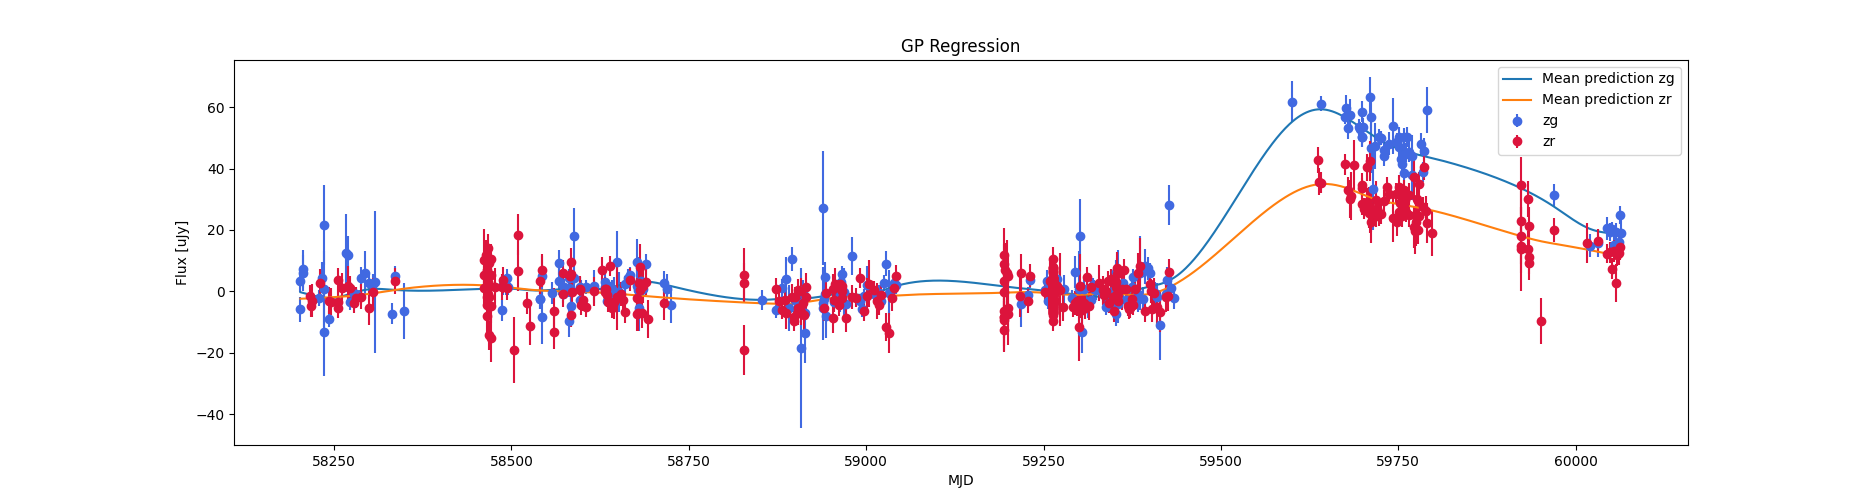 GP Regression
Flux [uJy]
60
40
20
0
−20
−40
Mean prediction zg
Mean prediction zr
zg
zr
58250
58500
58750
59000
59250
59500
59750
60000
MJD